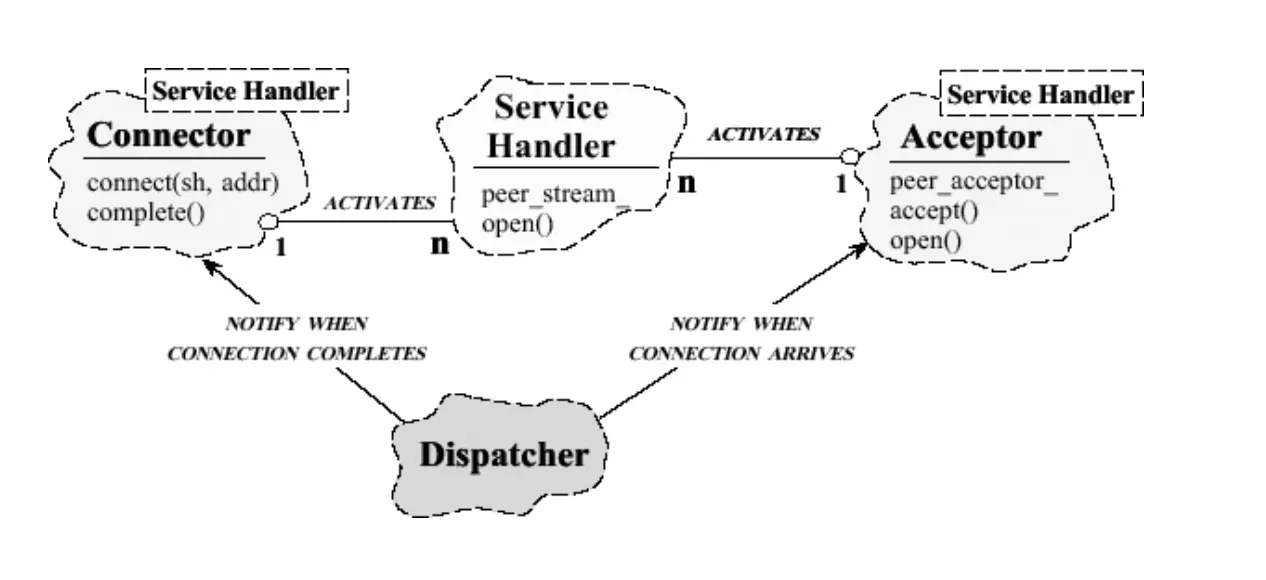 Service Handler
Connector
connect(sh, addr)
complete()
ACTIVATES
1
n
Service
Handler
peer_stream_
open()
ACTIVATES
n
1
Service Handler
Acceptor
peer_acceptor_
accept()
open()
NOTIFY WHEN
CONNECTION COMPLETES
NOTIFY WHEN
CONNECTION ARRIVES
Dispatcher